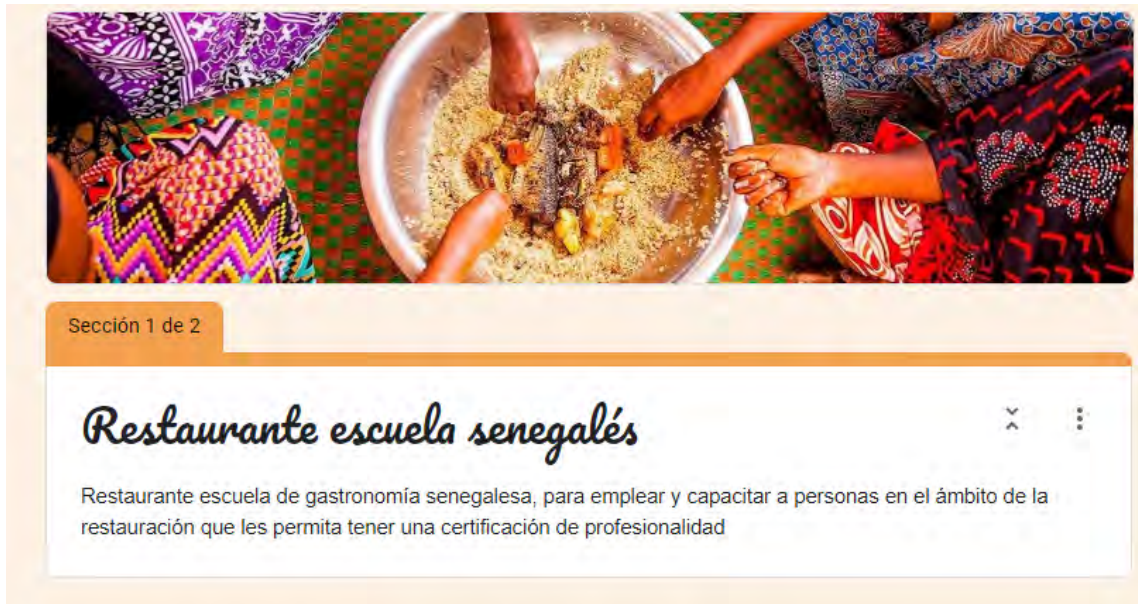 Sección 1 de 2
Restaurante escuela senegalés
Restaurante escuela de gastronomía senegalesa, para emplear y capacitar a personas en el ámbito de la
restauración que les permita tener una certificación de profesionalidad